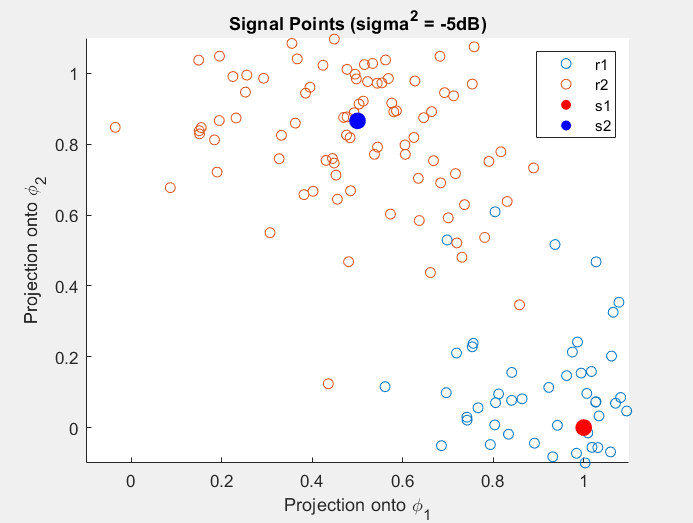 Signal Points (sigma² = -5dB)
r1
r2
s1
s2
1
0.8
0.6
0.4
0.2
0
Projection onto ϕ₂
0 0.2 0.4 0.6 0.8 1
Projection onto ϕ₁